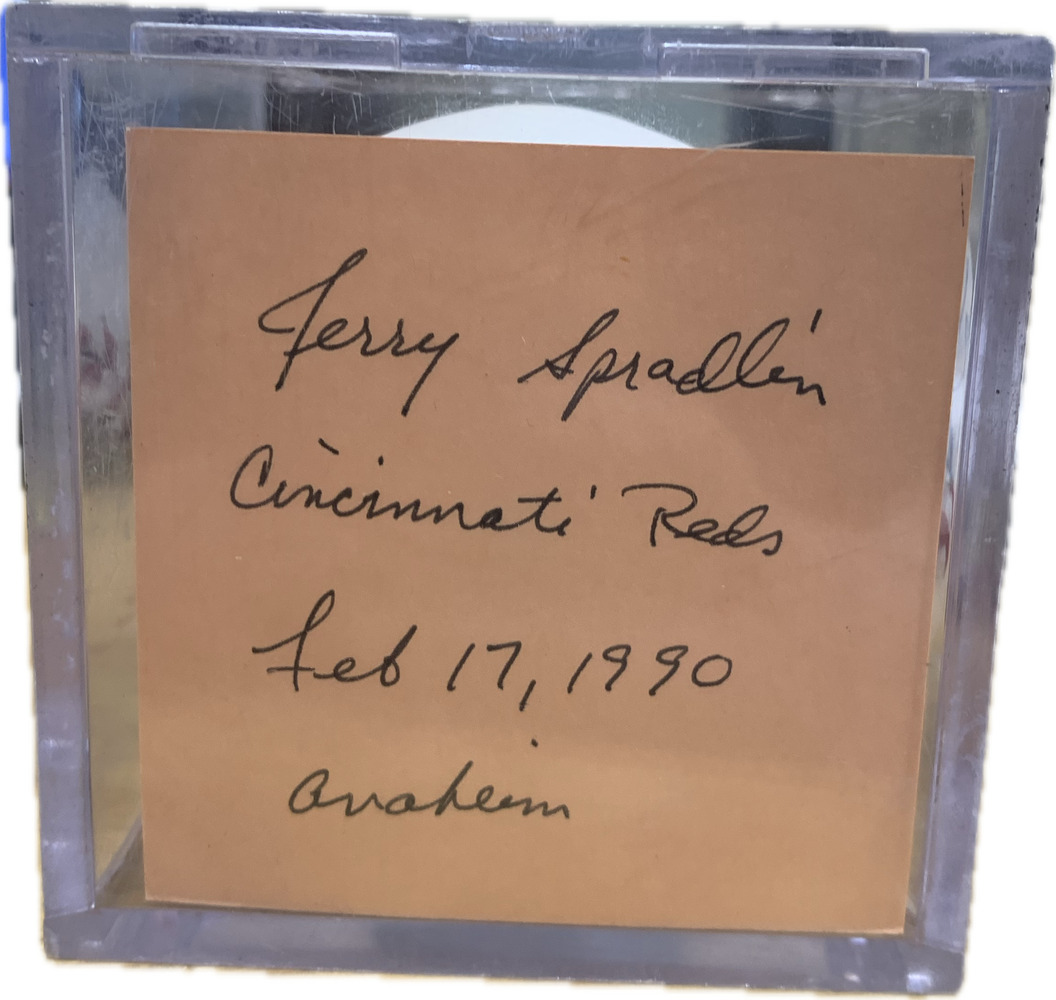 Jerry Spradlin
Cincinnati Reds
Feb 17, 1990
Anaheim